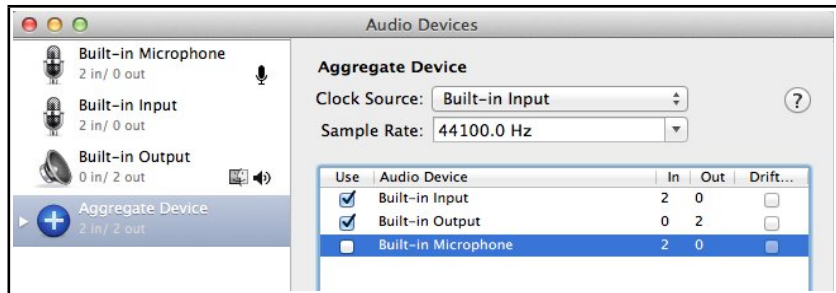 Audio Devices
Built-in Microphone
2 in/ 0 out
Built-in Input
2 in/ 0 out
Built-in Output
0 in/ 2 out
Aggregate Device
2 in/ 2 out
Aggregate Device
Clock Source: Built-in Input
?
Sample Rate: 44100.0 Hz
Use Audio Device In Out Drift...
Built-in Input 2 0
Built-in Output 0 2
Built-in Microphone 2 0